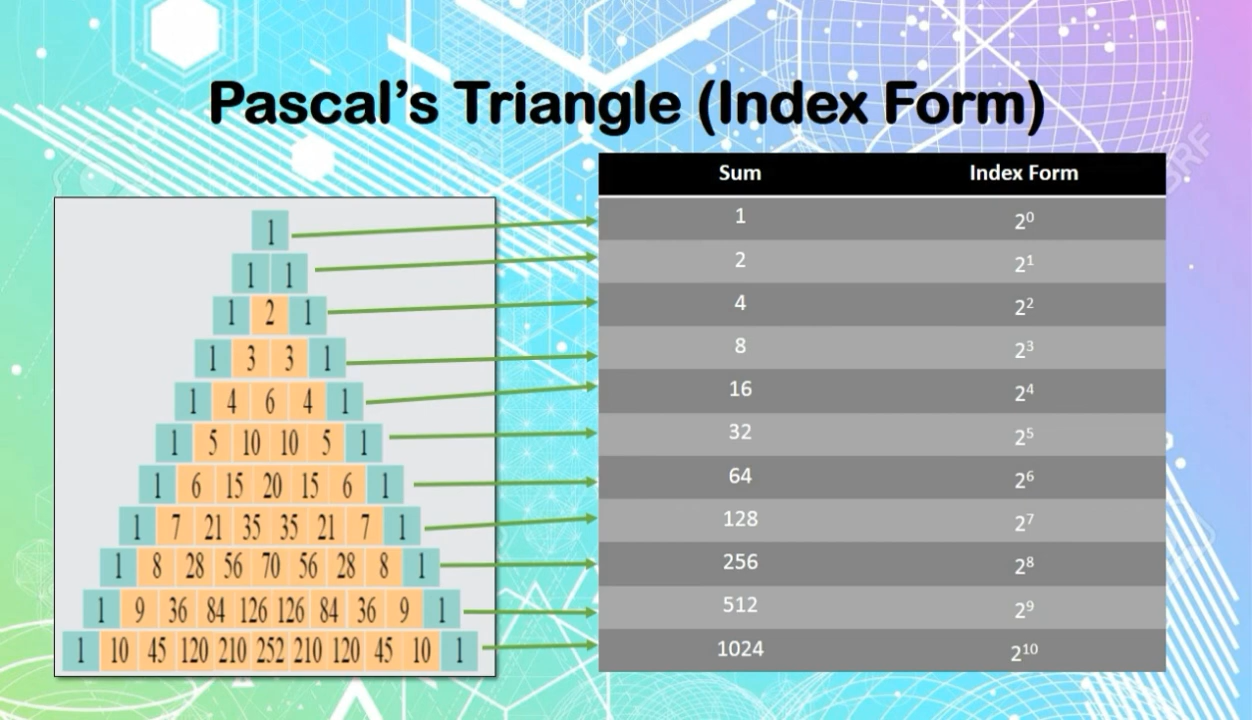 Pascal's Triangle (Index Form)
1
1 1
1 2 1
1 3 3 1
1 4 6 4 1
1 5 10 10 5 1
1 6 15 20 15 6 1
1 7 21 35 35 21 7 1
1 8 28 56 70 56 28 8 1
1 9 36 84 126 126 84 36 9 1
1 10 45 120 210 252 210 120 45 10 1
Sum Index Form
1 2⁰
2 2¹
4 2²
8 2³
16 2⁴
32 2⁵
64 2⁶
128 2⁷
256 2⁸
512 2⁹
1024 2¹⁰